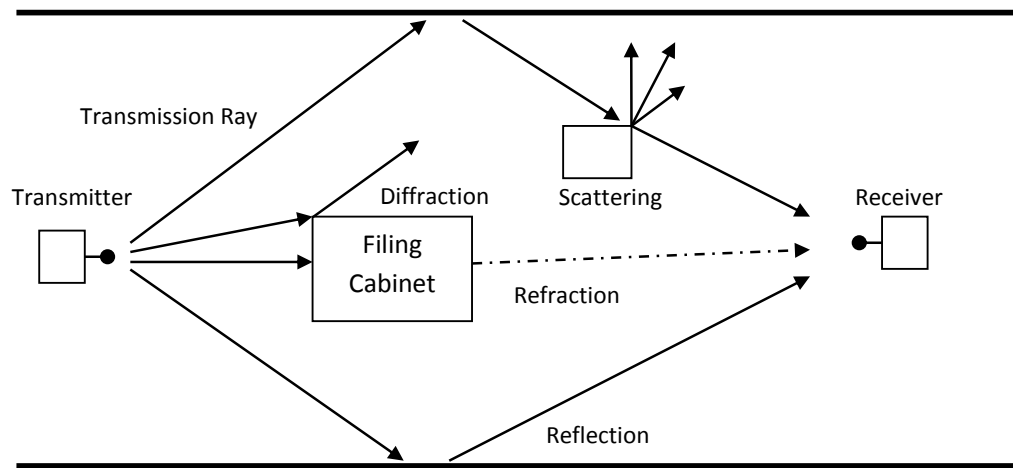 Transmission Ray
Transmitter
Diffraction
Scattering
Receiver
Filing
Cabinet
Refraction
Reflection